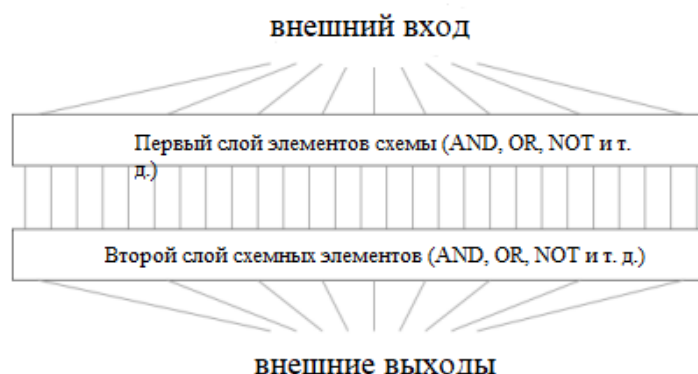 внешний вход
Первый слой элементов схемы (AND, OR, NOT и т.
д.)
Второй слой схемных элементов (AND, OR, NOT и т. д.)
внешние выходы